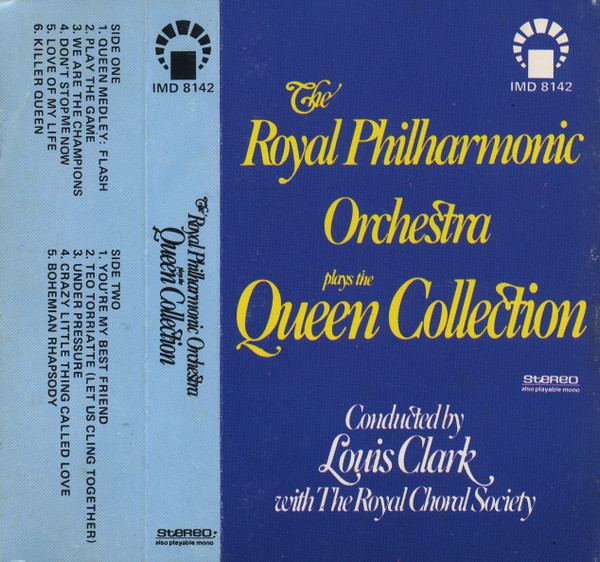 SIDE ONE
1. QUEEN MEDLEY: FLASH
2. PLAY THE GAME
3. WE ARE THE CHAMPIONS
4. DON'T STOP ME NOW
5. LOVE OF MY LIFE
6. KILLER QUEEN
SIDE TWO
1. YOU'RE MY BEST FRIEND
2. TEO TORRIATTE (LET US CLING TOGETHER)
3. UNDER PRESSURE
4. CRAZY LITTLE THING CALLED LOVE
5. BOHEMIAN RHAPSODY
IMD 8142
The Royal Philharmonic Orchestra
plays the
Queen Collection
STEREO
also playable mono
IMD 8142
The
Royal Philharmonic
Orchestra
plays the
Queen Collection
STEREO
also playable mono
Conducted by
Louis Clark
with The Royal Choral Society